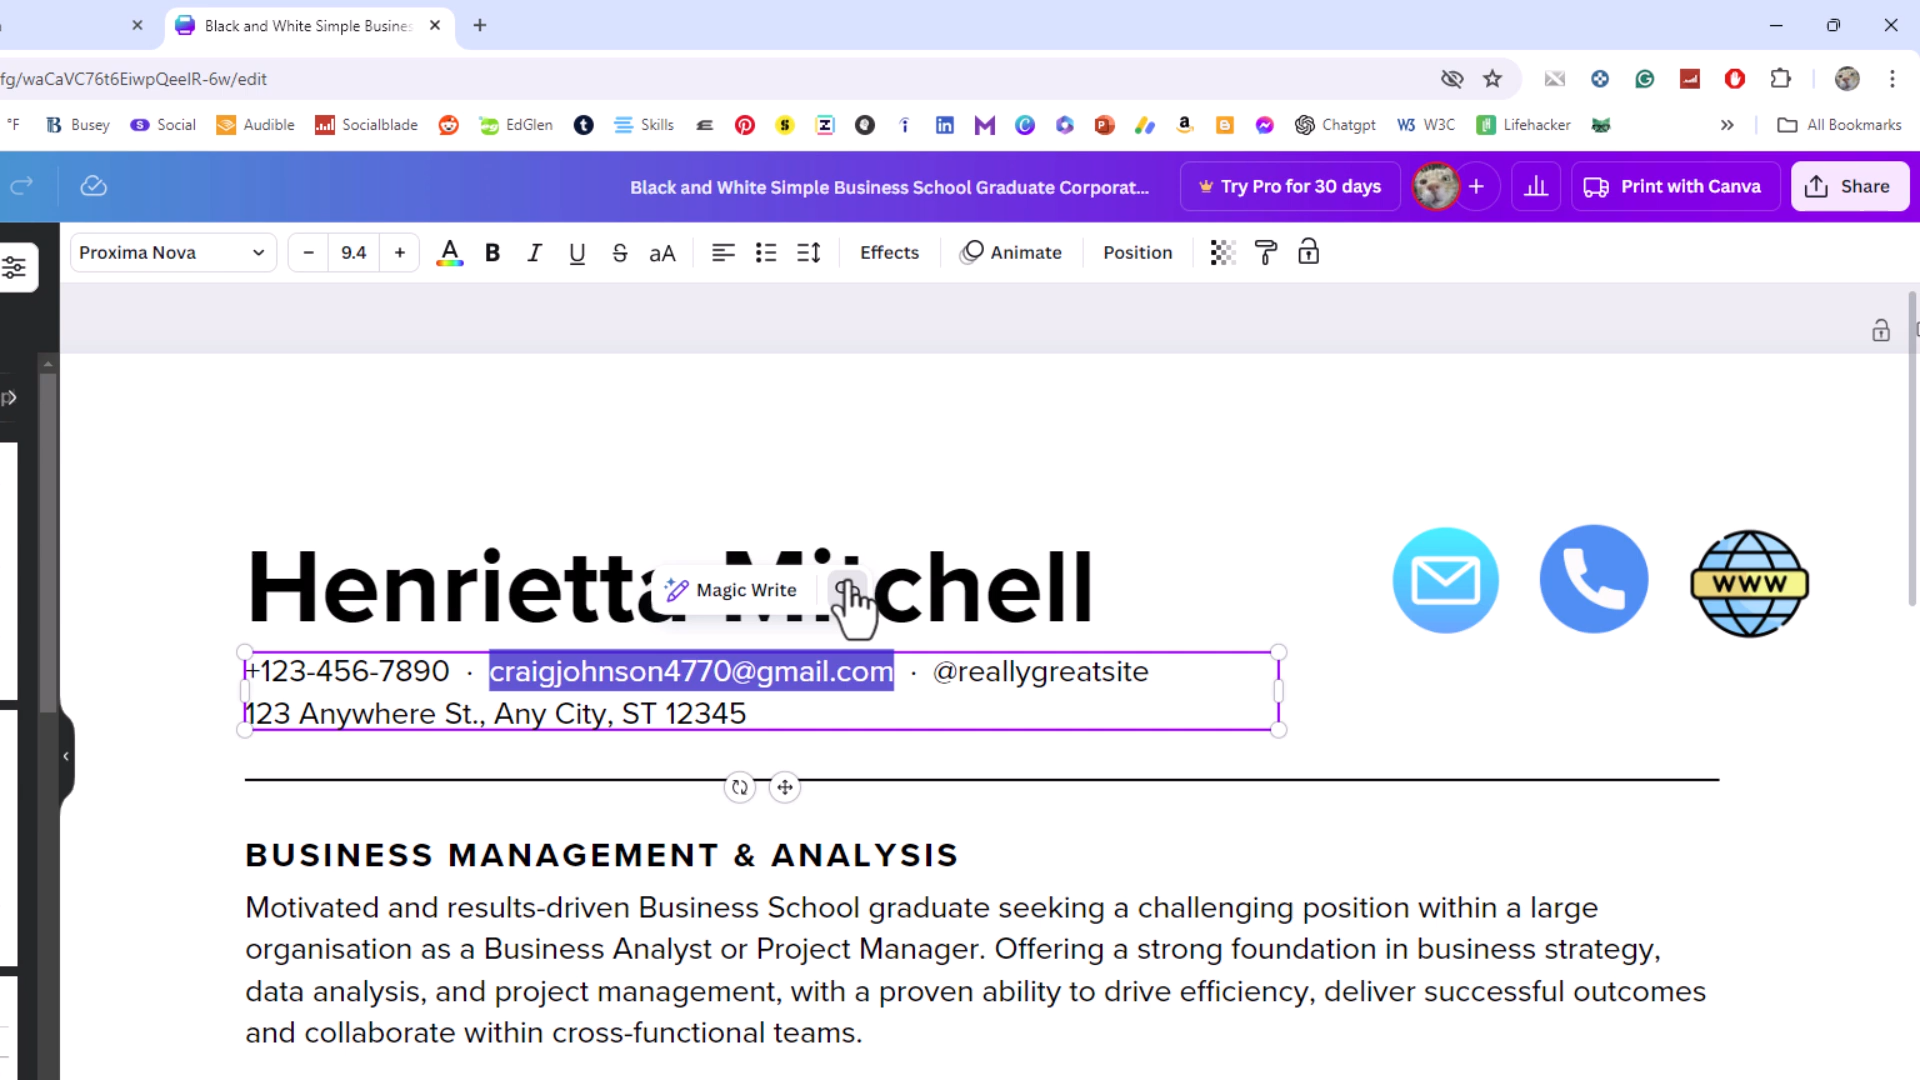 Black and White Simple Busine
fg/waCaVC76t6EiwpQeeIR-6w/edit
°F Busey Social Audible Socialblade EdGlen Skills Chatgpt W3 W3C Lifehacker All Bookmarks
Black and White Simple Business School Graduate Corporat... Try Pro for 30 days Print with Canva Share
Proxima Nova 9.4 A B I U S aA Effects Animate Position
Henrietta Mitchell
Magic Write
WWW
+123-456-7890 · craigjohnson4770@gmail.com · @reallygreatsite
123 Anywhere St., Any City, ST 12345
BUSINESS MANAGEMENT & ANALYSIS
Motivated and results-driven Business School graduate seeking a challenging position within a large
organisation as a Business Analyst or Project Manager. Offering a strong foundation in business strategy,
data analysis, and project management, with a proven ability to drive efficiency, deliver successful outcomes
and collaborate within cross-functional teams.